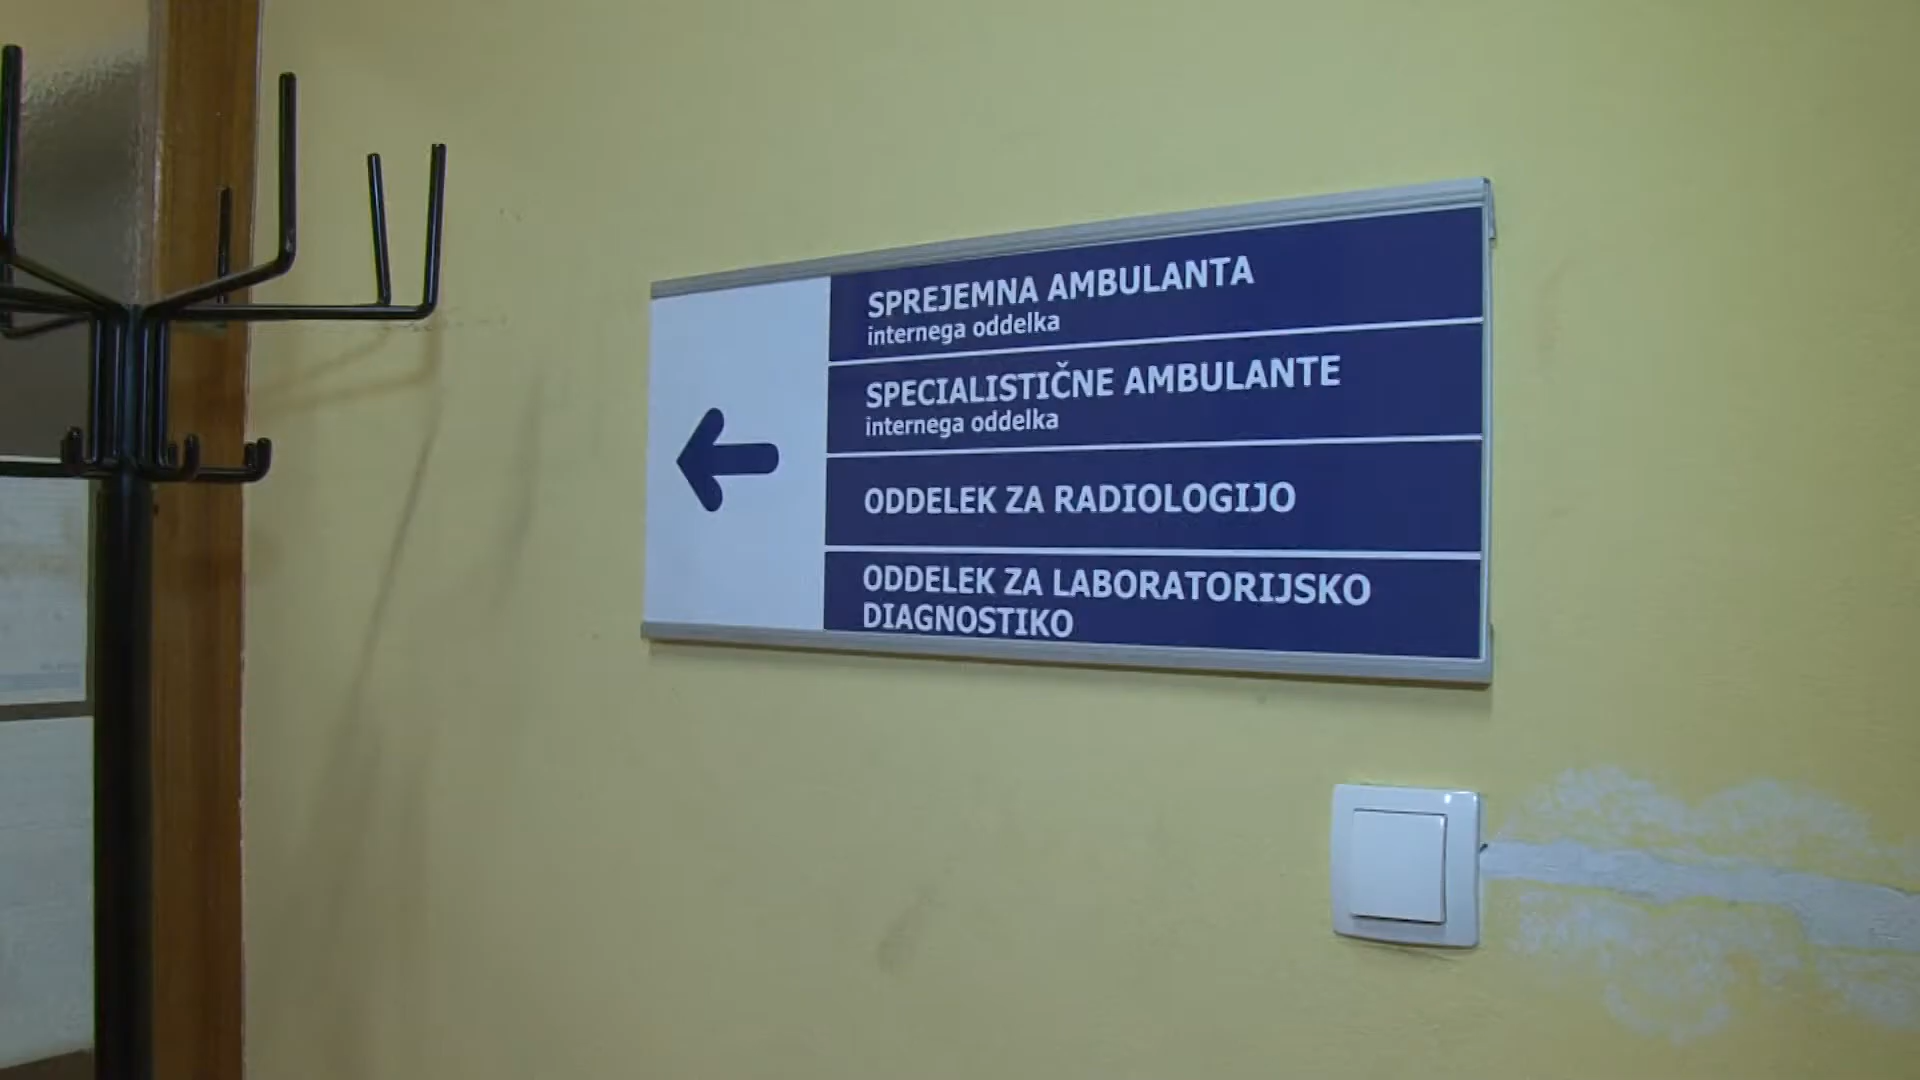 SPREJEMNA AMBULANTA
internega oddelka
SPECIALISTIČNE AMBULANTE
internega oddelka
ODDELEK ZA RADIOLOGIJO
ODDELEK ZA LABORATORIJSKO
DIAGNOSTIKO